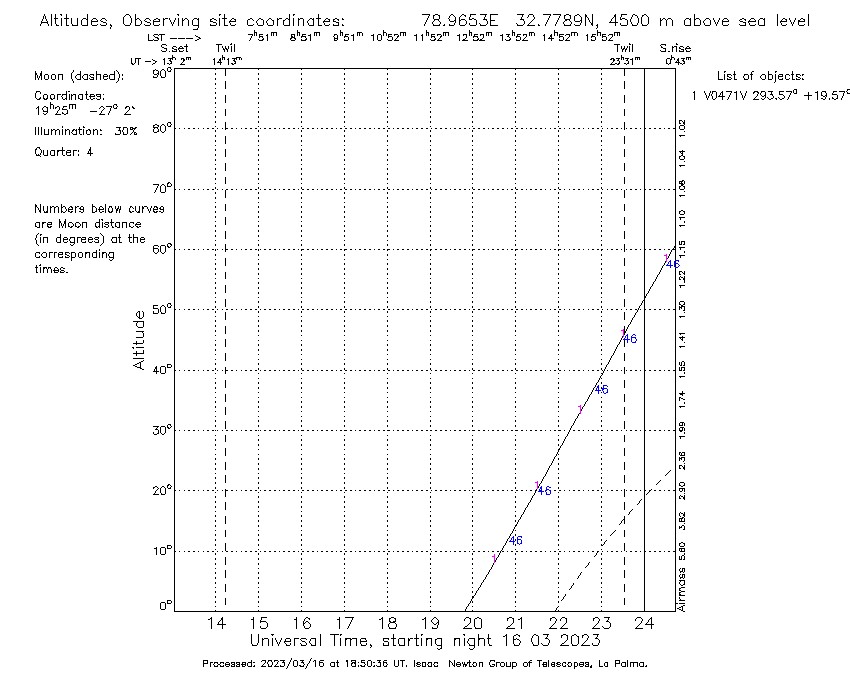 Altitudes, Observing site coordinates: 78.9653E 32.7789N, 4500 m above sea level
LST ---> 7h51m 8h51m 9h51m 10h52m 11h52m 12h52m 13h52m 14h52m 15h52m
S.set Twil Twil S.rise
UT -> 13h 2m 14h13m 23h31m 0h43m
Moon (dashed):
Coordinates:
19h25m -27° 2'
Illumination: 30%
Quarter: 4
Numbers below curves
are Moon distance
(in degrees) at the
corresponding
times.
List of objects:
1 V0471V 293.57d +19.57d
90°
80°
70°
60°
50°
40°
30°
20°
10°
0°
Altitude
1.02
1.04
1.06
1.10
1.15
1.22
1.30
1.41
1.55
1.74
1.99
2.36
2.90
3.82
5.60
Airmass
1
46
1
46
1
46
1
46
1
46
14 15 16 17 18 19 20 21 22 23 24
Universal Time, starting night 16 03 2023
Processed: 2023/03/16 at 18:50:36 UT. Isaac Newton Group of Telescopes, La Palma.